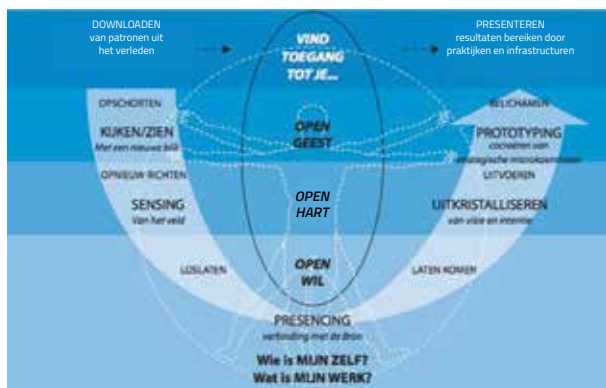 DOWNLOADEN
van patronen uit
het verleden
VIND
TOEGANG
TOT JE...
PRESENTEREN
resultaten bereiken door
praktijken en infrastructuren
OPSCHORTEN
KIJKEN/ZIEN
Met een nieuwe blik
OPNIEUW RICHTEN
SENSING
Van het veld
LOSLATEN
OPEN
GEEST
OPEN
HART
OPEN
WIL
BELICHAMEN
PROTOTYPING
cocreëren van
strategische microkosmossen
UITVOEREN
UITKRISTALLISEREN
van visie en intentie
LATEN KOMEN
PRESENCING
verbinding met de Bron
Wie is MIJN ZELF?
Wat is MIJN WERK?